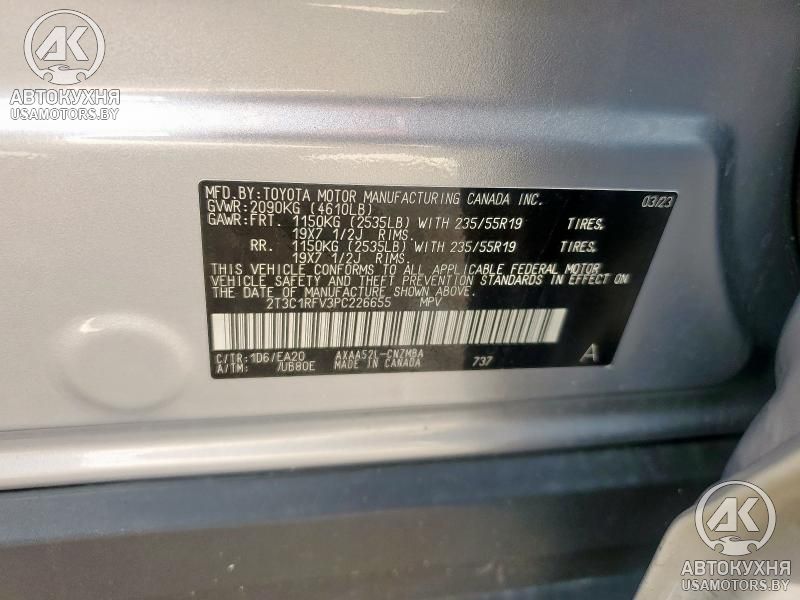 АК
АВТОКУХНЯ
USAMOTORS.BY
MFD. BY: TOYOTA MOTOR MANUFACTURING CANADA INC. 03/23
GVWR: 2090KG (4610LB)
GAWR: FRT. 1150KG (2535LB) WITH 235/55R19 TIRES.
19X7 1/2J RIMS.
RR. 1150KG (2535LB) WITH 235/55R19 TIRES.
19X7 1/2J RIMS.
THIS VEHICLE CONFORMS TO ALL APPLICABLE FEDERAL MOTOR
VEHICLE SAFETY AND THEFT PREVENTION STANDARDS IN EFFECT ON THE
DATE OF MANUFACTURE SHOWN ABOVE.
2T3C1RFV3PC226655 MPV
C/TR: 1D6/EA20 AXAA52L-CNZMBA
A/TM: /UB80E MADE IN CANADA 737 A
АК
АВТОКУХНЯ
USAMOTORS.BY